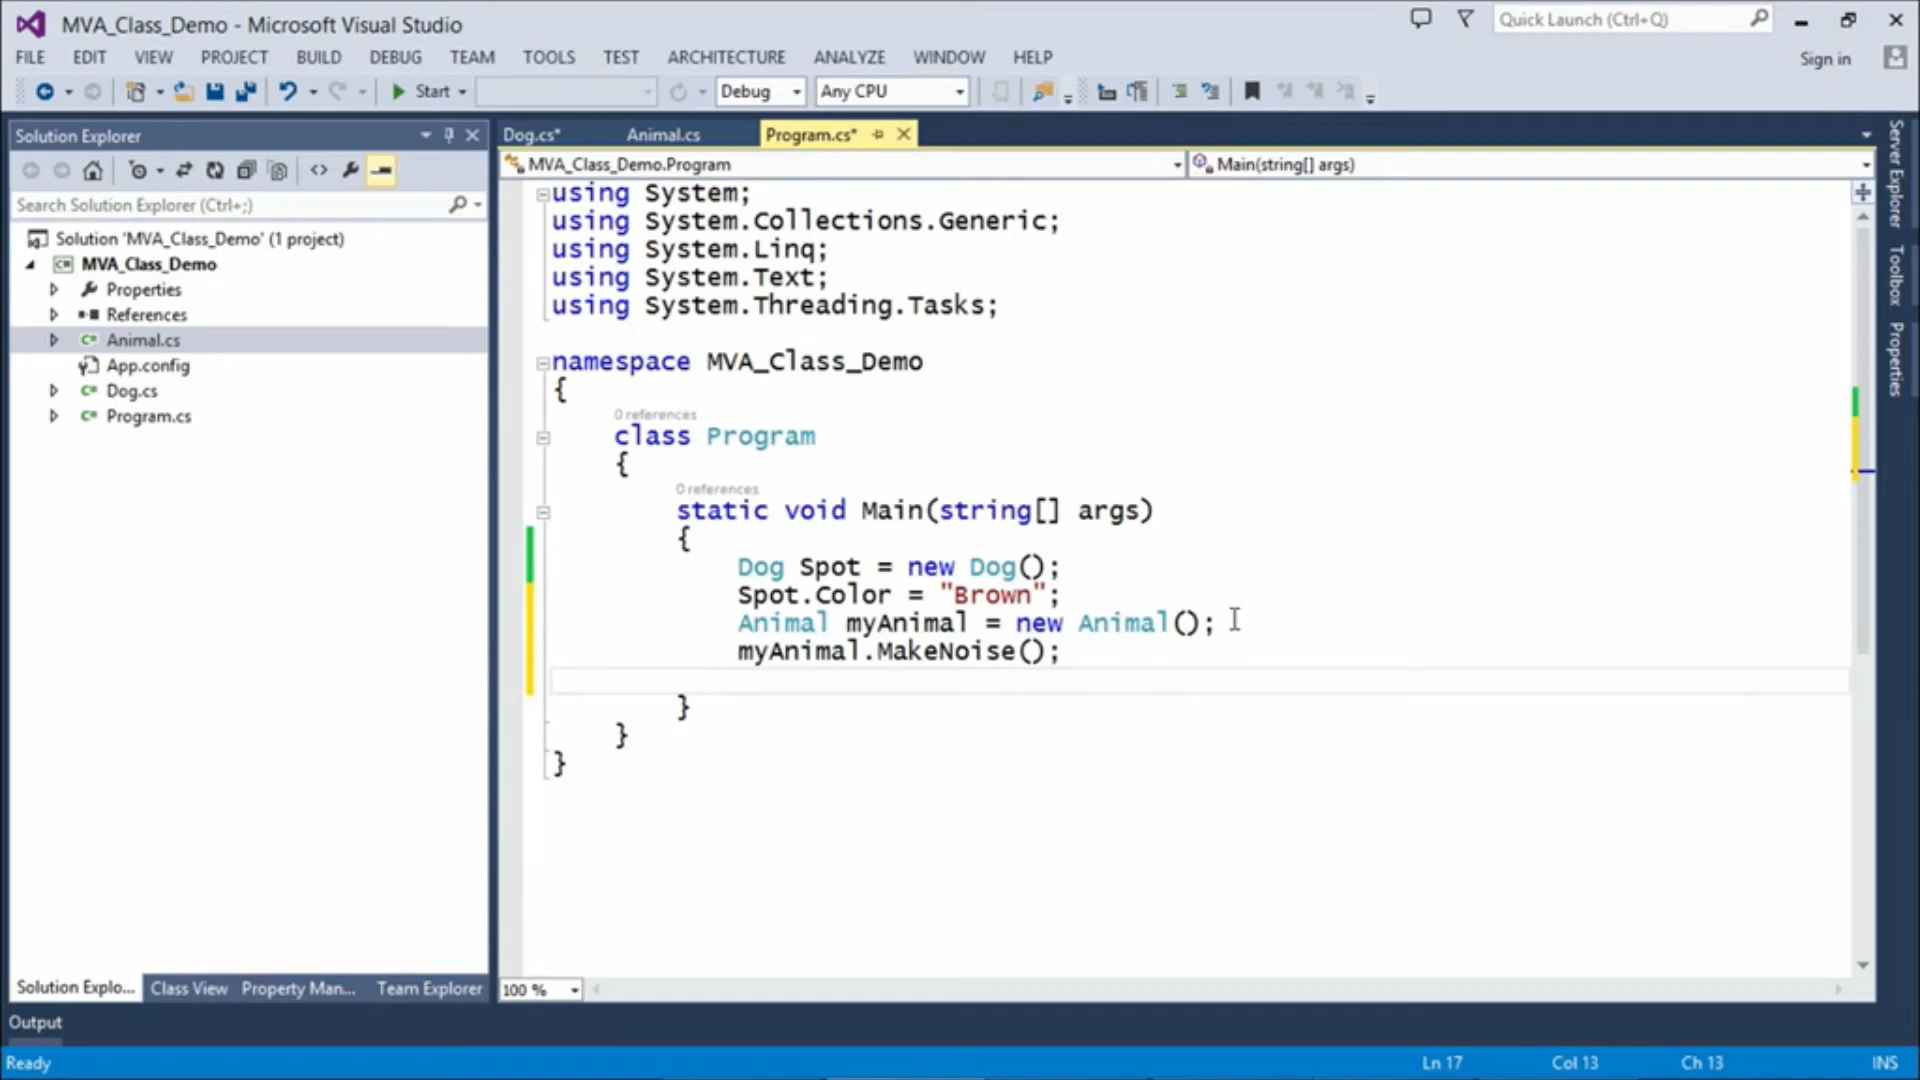 MVA_Class_Demo - Microsoft Visual Studio
Quick Launch (Ctrl+Q)
FILE EDIT VIEW PROJECT BUILD DEBUG TEAM TOOLS TEST ARCHITECTURE ANALYZE WINDOW HELP
Sign in
Start Debug Any CPU
Solution Explorer
Search Solution Explorer (Ctrl+;)
Solution 'MVA_Class_Demo' (1 project)
MVA_Class_Demo
Properties
References
Animal.cs
App.config
Dog.cs
Program.cs
Solution Explo... Class View Property Man... Team Explorer
Dog.cs* Animal.cs Program.cs*
MVA_Class_Demo.Program Main(string[] args)
using System;
using System.Collections.Generic;
using System.Linq;
using System.Text;
using System.Threading.Tasks;
namespace MVA_Class_Demo
{
0 references
class Program
{
0 references
static void Main(string[] args)
{
Dog Spot = new Dog();
Spot.Color = "Brown";
Animal myAnimal = new Animal();
myAnimal.MakeNoise();
}
}
}
100 %
Server Explorer
Toolbox
Properties
Output
Ready Ln 17 Col 13 Ch 13 INS